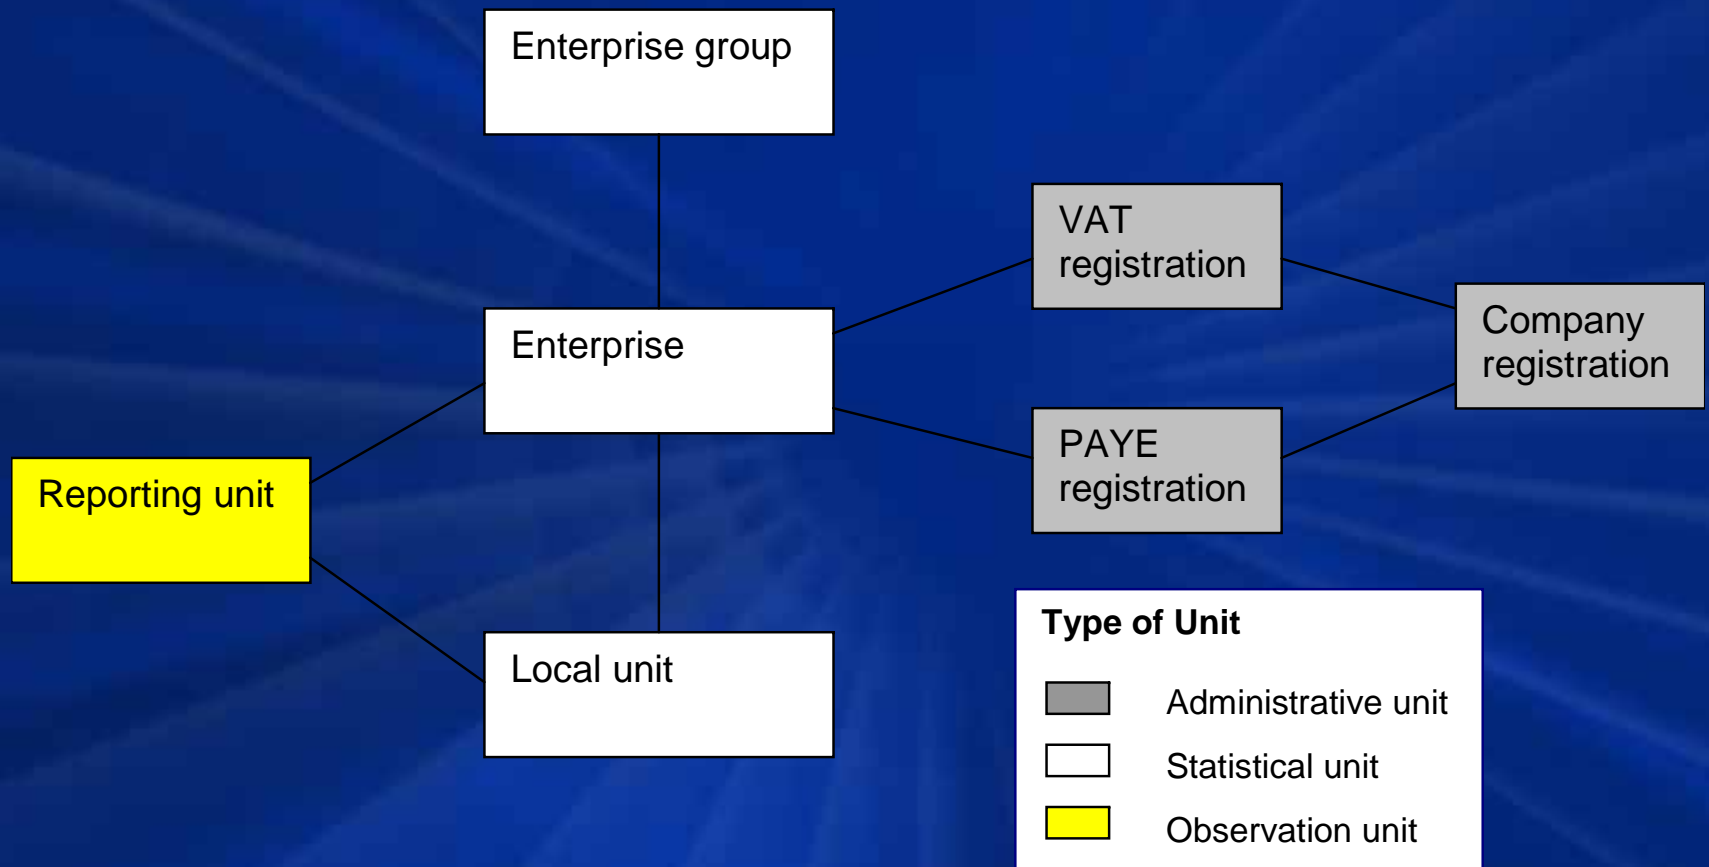 Enterprise group
VAT
registration
Company
registration
Enterprise
PAYE
registration
Reporting unit
Local unit
Type of Unit
Administrative unit
Statistical unit
Observation unit